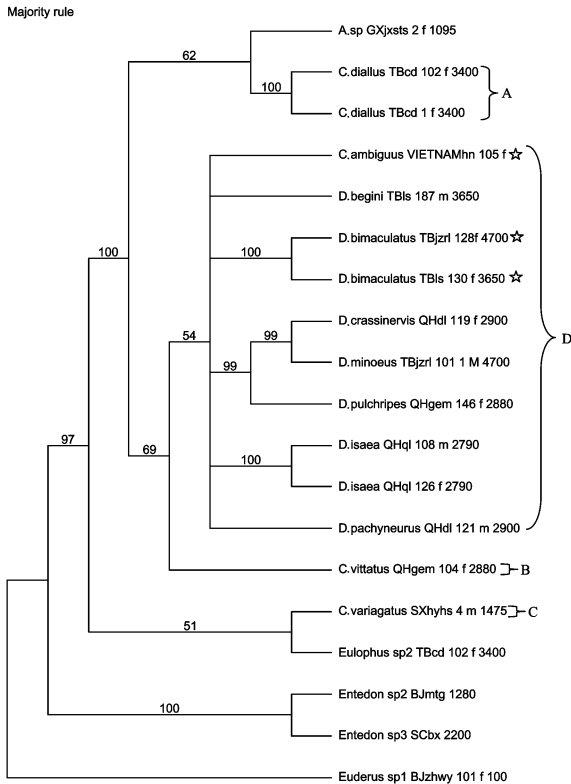 Majority rule
A.sp GXjxsts 2 f 1095
62
C.diallus TBcd 102 f 3400
100
A
C.diallus TBcd 1 f 3400
C.ambiguus VIETNAMhn 105 f ☆
D.begini TBls 187 m 3650
D.bimaculatus TBjzrl 128f 4700 ☆
100
100
D.bimaculatus TBls 130 f 3650 ☆
D.crassinervis QHdl 119 f 2900
54
99
D
D.minoeus TBjzrl 101 1 M 4700
99
D.pulchripes QHgem 146 f 2880
97
69
D.isaea QHql 108 m 2790
100
D.isaea QHql 126 f 2790
D.pachyneurus QHdl 121 m 2900
C.vittatus QHgem 104 f 2880
B
C.variagatus SXhyhs 4 m 1475
C
51
Eulophus sp2 TBcd 102 f 3400
Entedon sp2 BJmtg 1280
100
Entedon sp3 SCbx 2200
Euderus sp1 BJzhwy 101 f 100